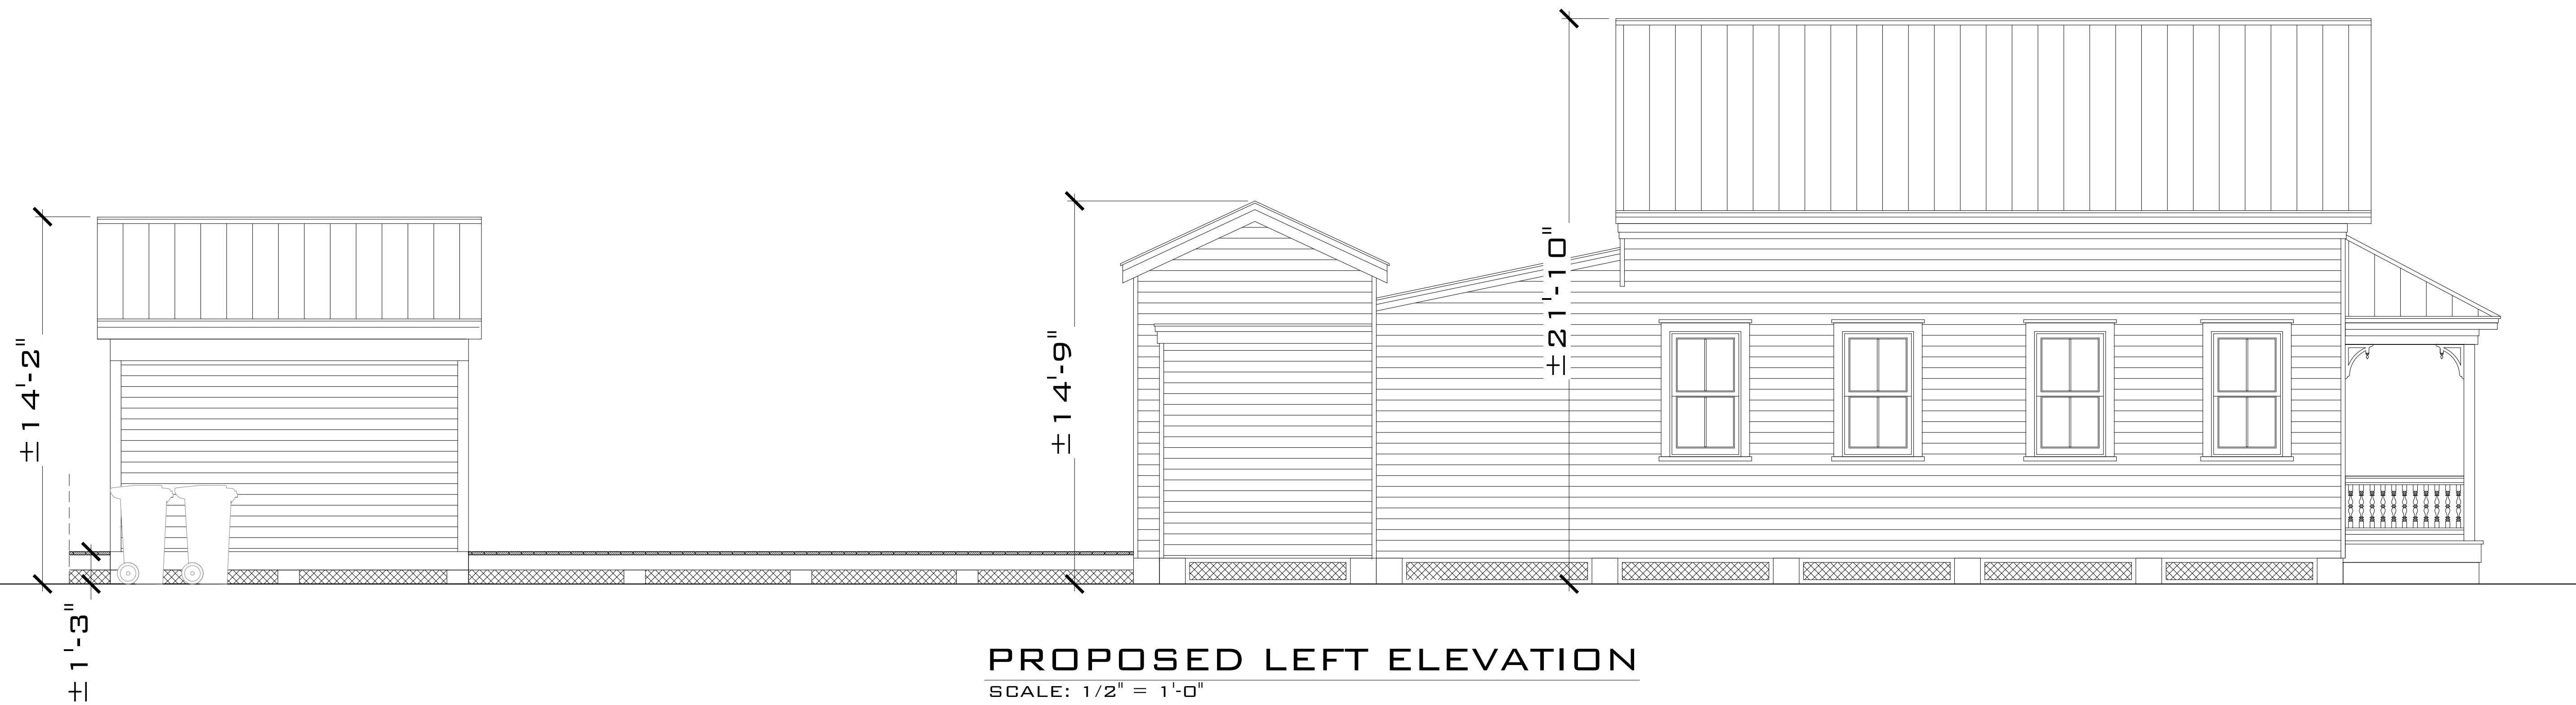 ±14'-2"
±1'-3"
±14'-9"
±21'-10"
PROPOSED LEFT ELEVATION
SCALE: 1/2" = 1'-0"